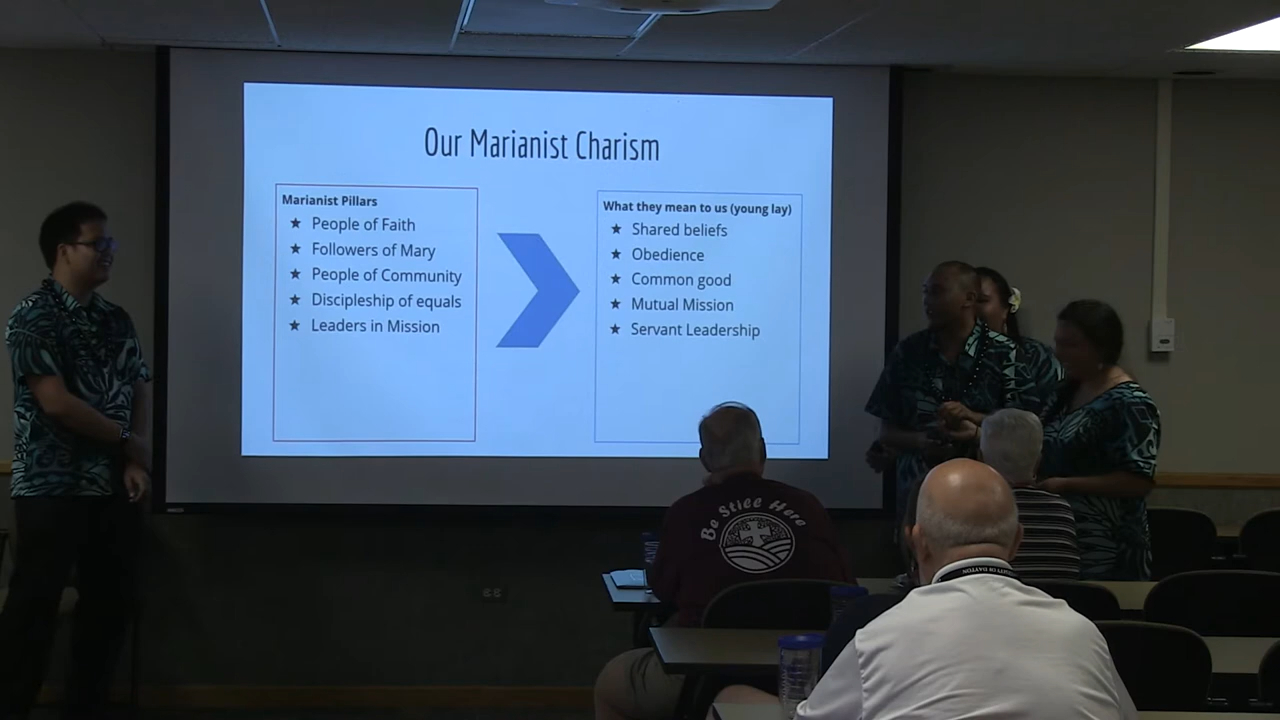 Our Marianist Charism
Marianist Pillars
★ People of Faith
★ Followers of Mary
★ People of Community
★ Discipleship of equals
★ Leaders in Mission
What they mean to us (young lay)
★ Shared beliefs
★ Obedience
★ Common good
★ Mutual Mission
★ Servant Leadership
Be Still Here
DAYTON